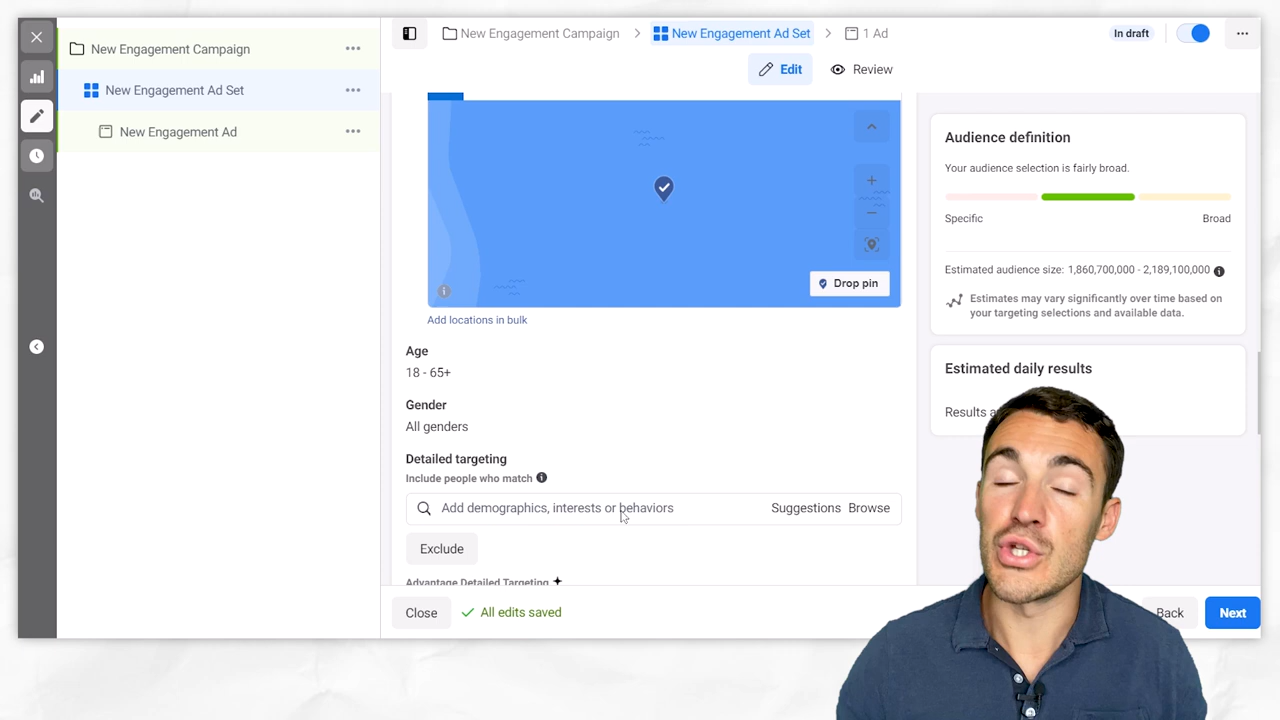 New Engagement Campaign
New Engagement Ad Set
New Engagement Ad
New Engagement Campaign > New Engagement Ad Set > 1 Ad
In draft
Edit
Review
Drop pin
Add locations in bulk
Age
18 - 65+
Gender
All genders
Detailed targeting
Include people who match
Add demographics, interests or behaviors
Suggestions Browse
Exclude
Advantage Detailed Targeting
Close
All edits saved
Back
Next
Audience definition
Your audience selection is fairly broad.
Specific
Broad
Estimated audience size: 1,860,700,000 - 2,189,100,000
Estimates may vary significantly over time based on
your targeting selections and available data.
Estimated daily results
Results